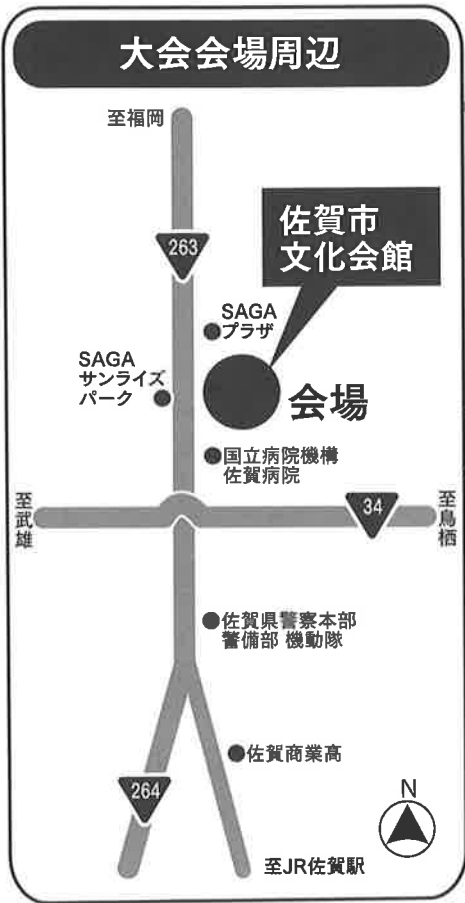 大会会場周辺
至福岡
263
佐賀市
文化会館
SAGA
プラザ
SAGA
サンライズ
パーク
会場
国立病院機構
佐賀病院
至武雄
34
至鳥栖
佐賀県警察本部
警備部 機動隊
佐賀商業高
264
N
至JR佐賀駅